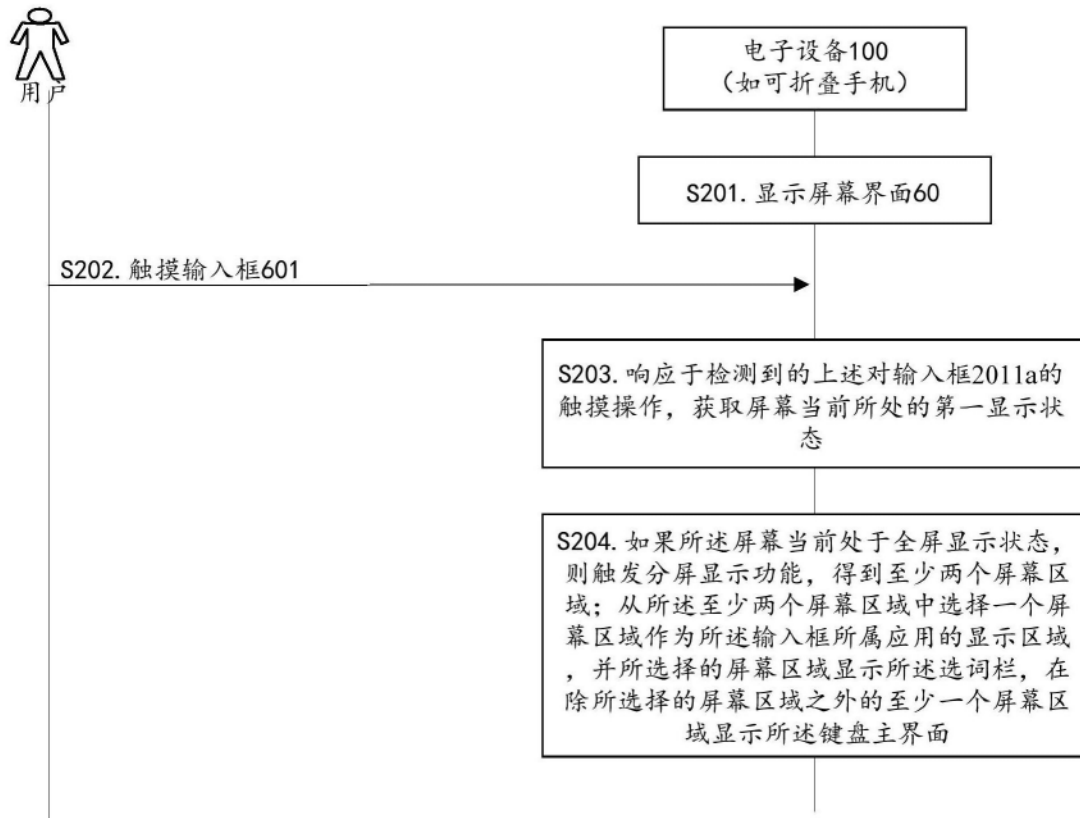 用户
电子设备100
（如可折叠手机）
S201. 显示屏幕界面60
S202. 触摸输入框601
S203. 响应于检测到的上述对输入框2011a的
触摸操作，获取屏幕当前所处的第一显示状
态
S204. 如果所述屏幕当前处于全屏显示状态，
则触发分屏显示功能，得到至少两个屏幕区
域；从所述至少两个屏幕区域中选择一个屏
幕区域作为所述输入框所属应用的显示区域
，并所选择的屏幕区域显示所述选词栏，在
除所选择的屏幕区域之外的至少一个屏幕区
域显示所述键盘主界面